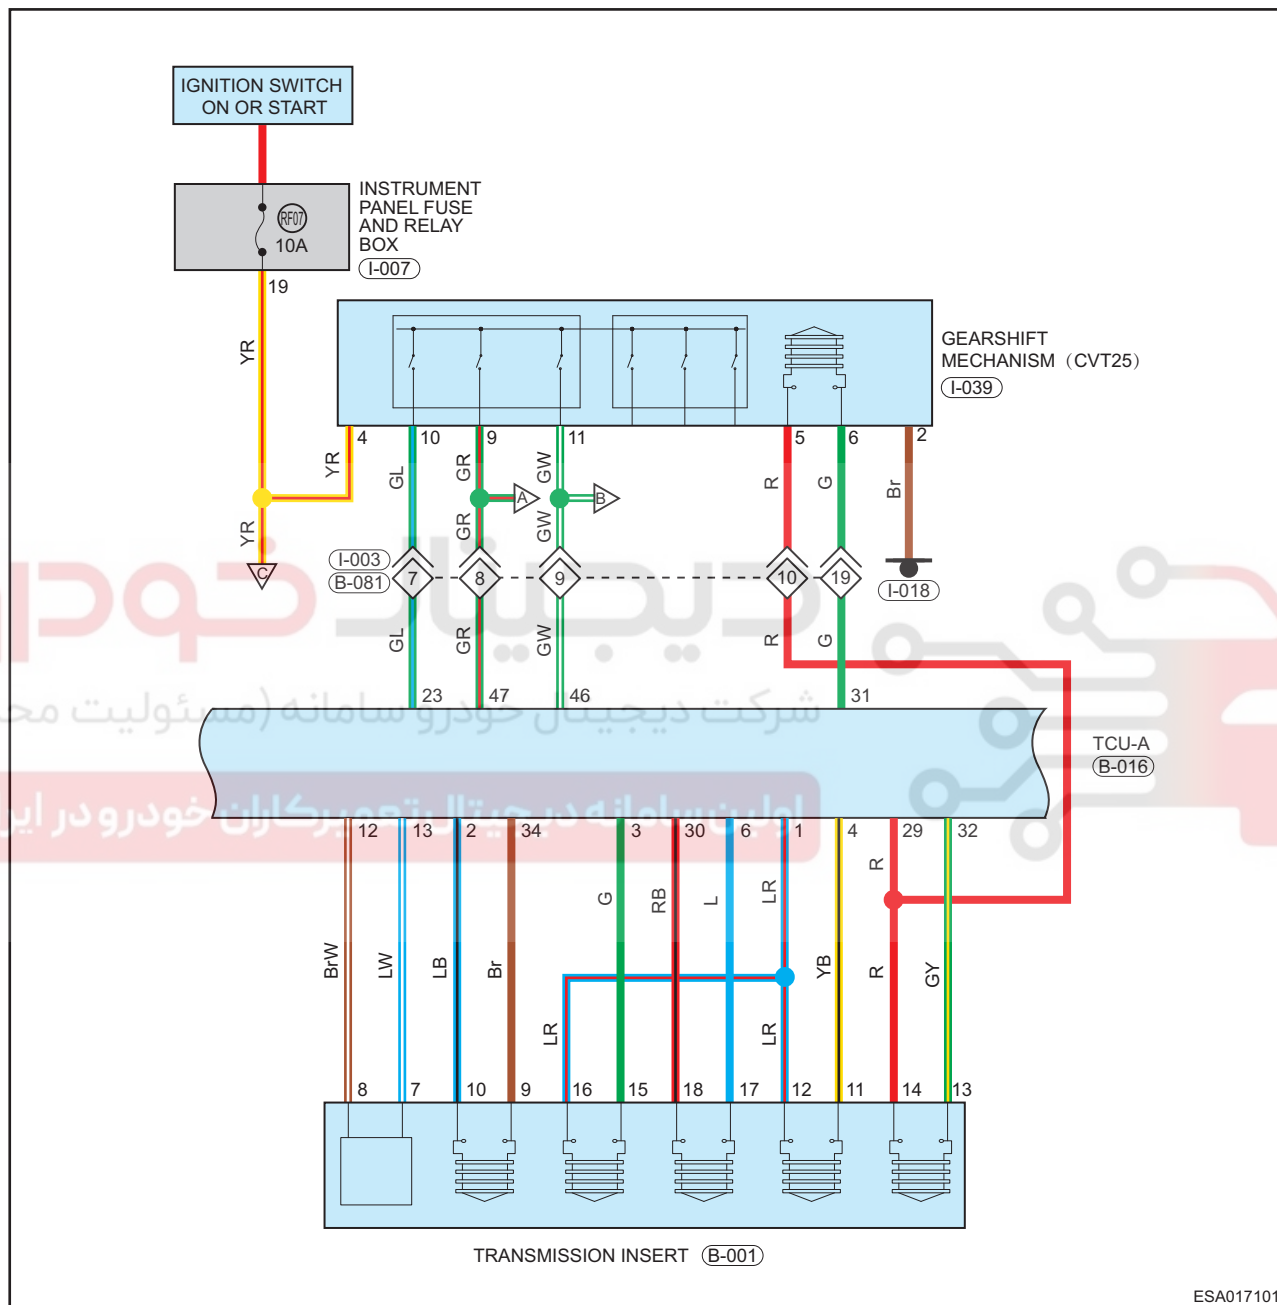 IGNITION SWITCH
ON OR START
RF07
10A
INSTRUMENT
PANEL FUSE
AND RELAY
BOX
I-007
19
YR
GEARSHIFT
MECHANISM（CVT25）
I-039
4
10
9
11
5
6
2
YR
GL
GR
GW
R
G
Br
A
B
YR
GR
GW
C
I-003
B-081
7
8
9
10
19
I-018
دیجیتال خودرو
GL
GR
GW
R
G
23
47
46
31
شرکت دیجیتال خودرو سامانه (مسئولیت مح
TCU-A
B-016
اولین سامانه دیجیتال تعمیرکاران خودرو در ایر
12
13
2
34
3
30
6
1
4
29
32
G
RB
L
LR
R
BrW
LW
LB
Br
YB
R
GY
LR
LR
8
7
10
9
16
15
18
17
12
11
14
13
TRANSMISSION INSERT
B-001
ESA017101